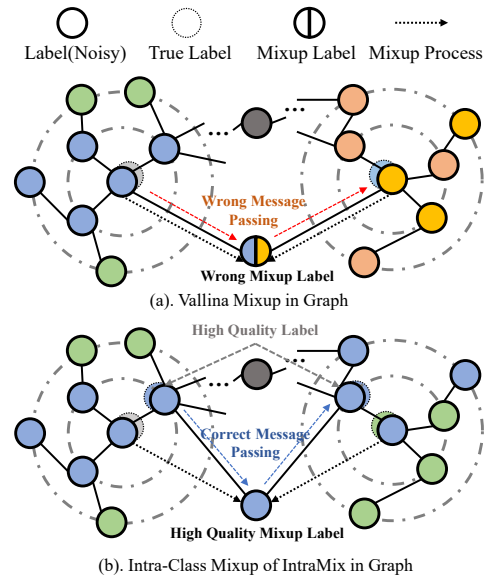 Label(Noisy) True Label Mixup Label Mixup Process
...
...
Wrong Message
Passing
Wrong Mixup Label
(a). Vallina Mixup in Graph
High Quality Label
...
...
Correct Message
Passing
High Quality Mixup Label
(b). Intra-Class Mixup of IntraMix in Graph